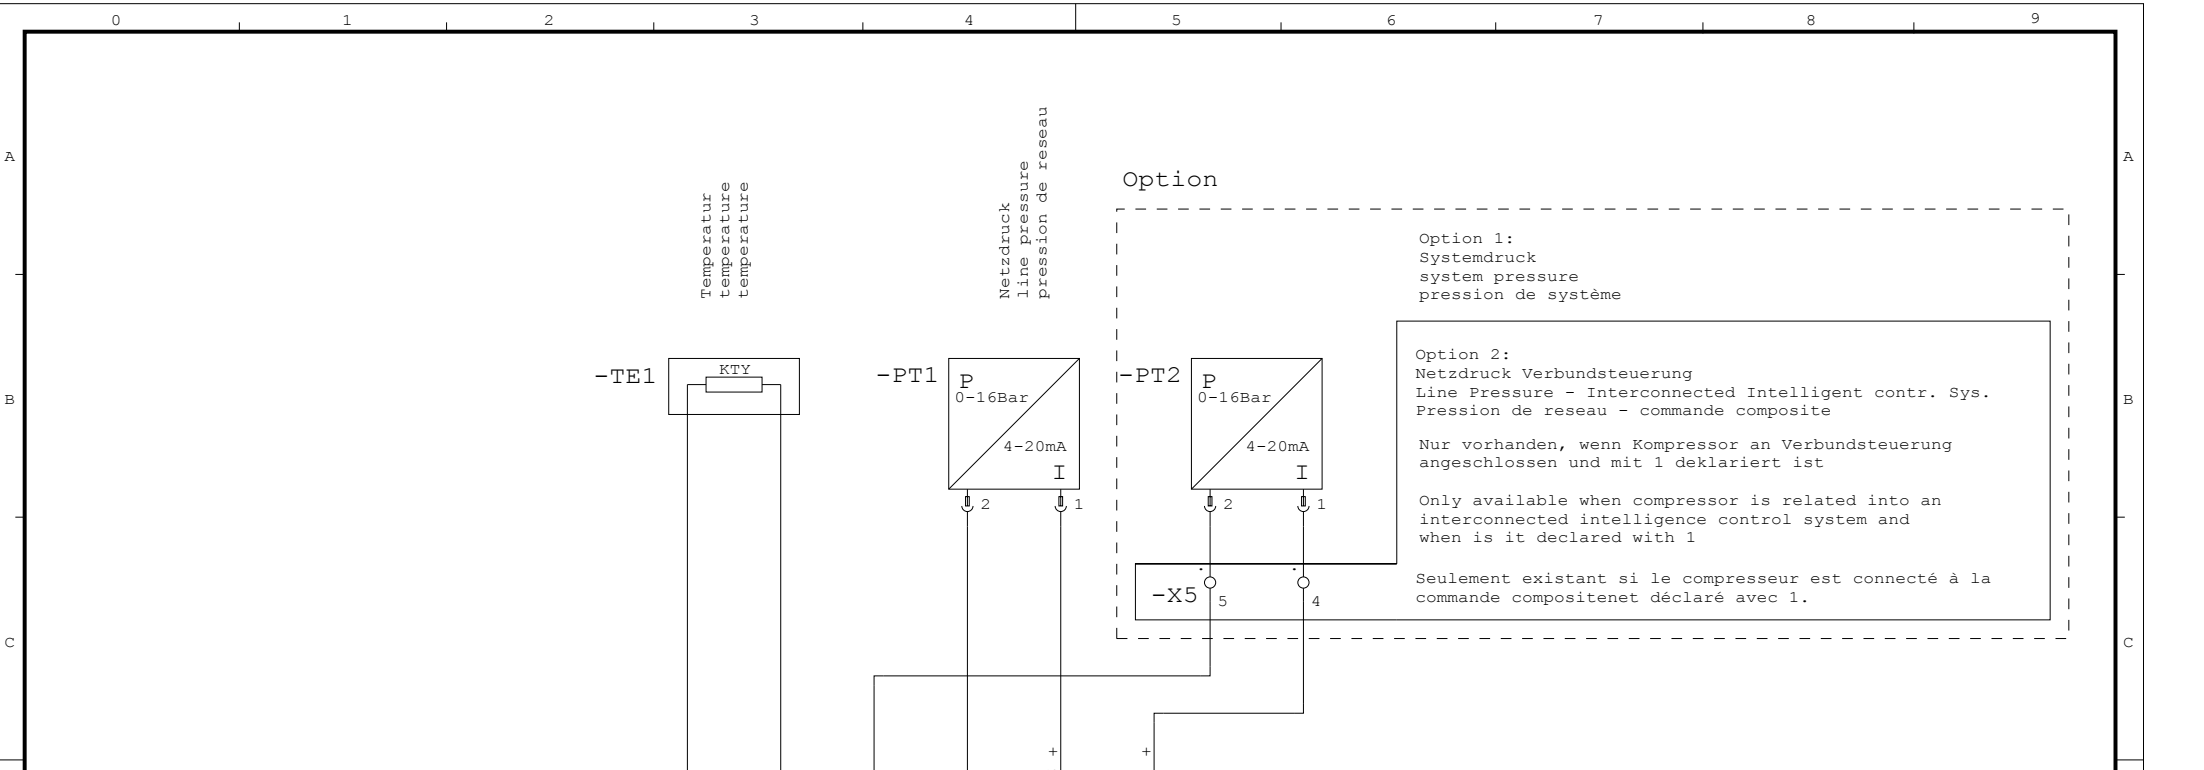 0 1 2 3 4 5 6 7 8 9
A
A
Temperatur
temperature
temperature
Netzdruck
line pressure
pression de reseau
Option
Option 1:
Systemdruck
system pressure
pression de système
Option 2:
Netzdruck Verbundsteuerung
Line Pressure - Interconnected Intelligent contr. Sys.
Pression de reseau - commande composite
Nur vorhanden, wenn Kompressor an Verbundsteuerung
angeschlossen und mit 1 deklariert ist
Only available when compressor is related into an
interconnected intelligence control system and
when is it declared with 1
Seulement existant si le compresseur est connecté à la
commande compositenet déclaré avec 1.
B
B
-TE1
KTY
-PT1
P
0-16Bar
4-20mA
I
2
1
-PT2
P
0-16Bar
4-20mA
I
2
1
-X5
5
4
C
C
+
+